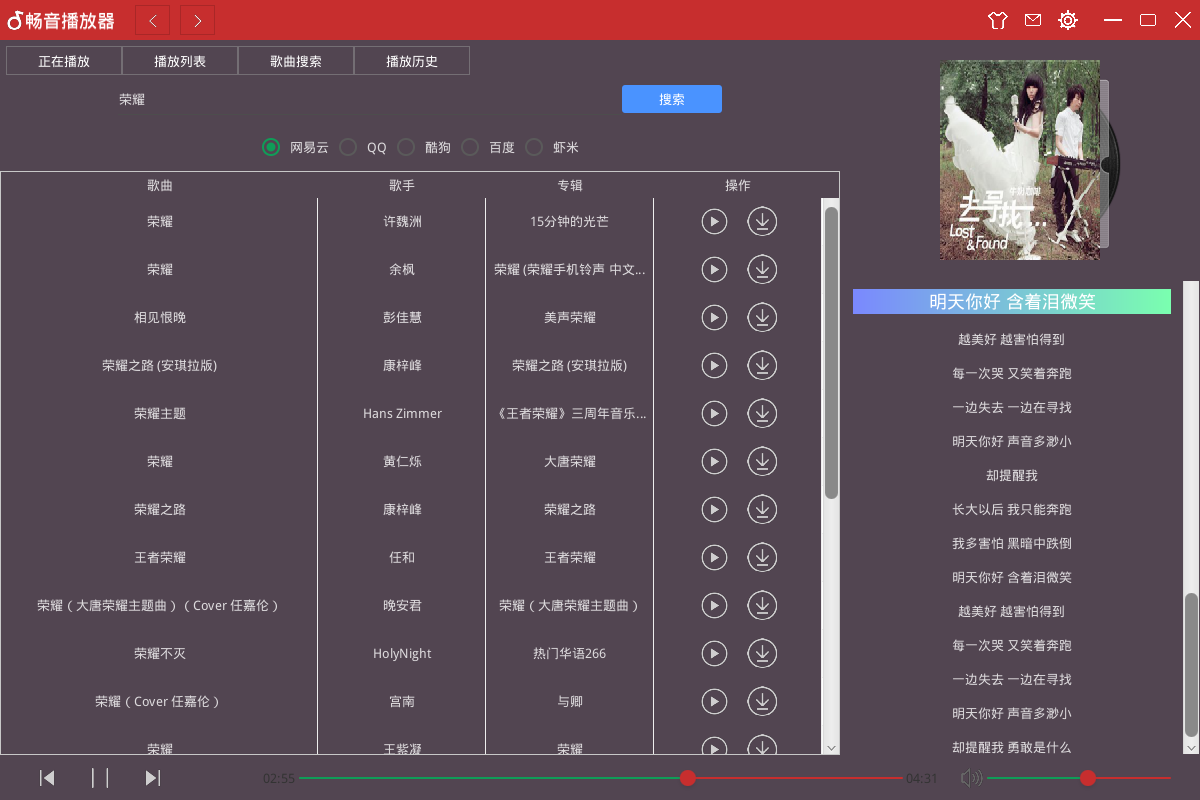 畅音播放器
正在播放 播放列表 歌曲搜索 播放历史
荣耀 搜索
网易云 QQ 酷狗 百度 虾米
歌曲 歌手 专辑 操作
荣耀 许魏洲 15分钟的光芒
荣耀 余枫 荣耀 (荣耀手机铃声 中文...
相见恨晚 彭佳慧 美声荣耀
荣耀之路 (安琪拉版) 康梓峰 荣耀之路 (安琪拉版)
荣耀主题 Hans Zimmer 《王者荣耀》三周年音乐...
荣耀 黄仁烁 大唐荣耀
荣耀之路 康梓峰 荣耀之路
王者荣耀 任和 王者荣耀
荣耀（大唐荣耀主题曲）（Cover 任嘉伦） 晚安君 荣耀（大唐荣耀主题曲）
荣耀不灭 HolyNight 热门华语266
荣耀（Cover 任嘉伦） 宫南 与卿
荣耀 王紫凝 荣耀
去寻找...
Lost
&Found
明天你好 含着泪微笑
越美好 越害怕得到
每一次哭 又笑着奔跑
一边失去 一边在寻找
明天你好 声音多渺小
却提醒我
长大以后 我只能奔跑
我多害怕 黑暗中跌倒
明天你好 含着泪微笑
越美好 越害怕得到
每一次哭 又笑着奔跑
一边失去 一边在寻找
明天你好 声音多渺小
却提醒我 勇敢是什么
02:55 04:31